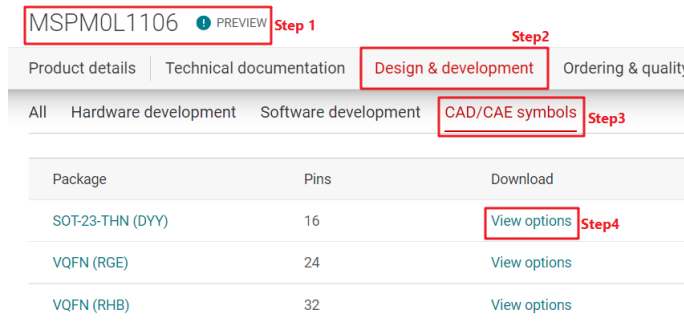 MSPM0L1106 ! PREVIEW Step 1
Step2
Product details Technical documentation Design & development Ordering & quality
All Hardware development Software development CAD/CAE symbols Step3
Package Pins Download
SOT-23-THN (DYY) 16 View options Step4
VQFN (RGE) 24 View options
VQFN (RHB) 32 View options